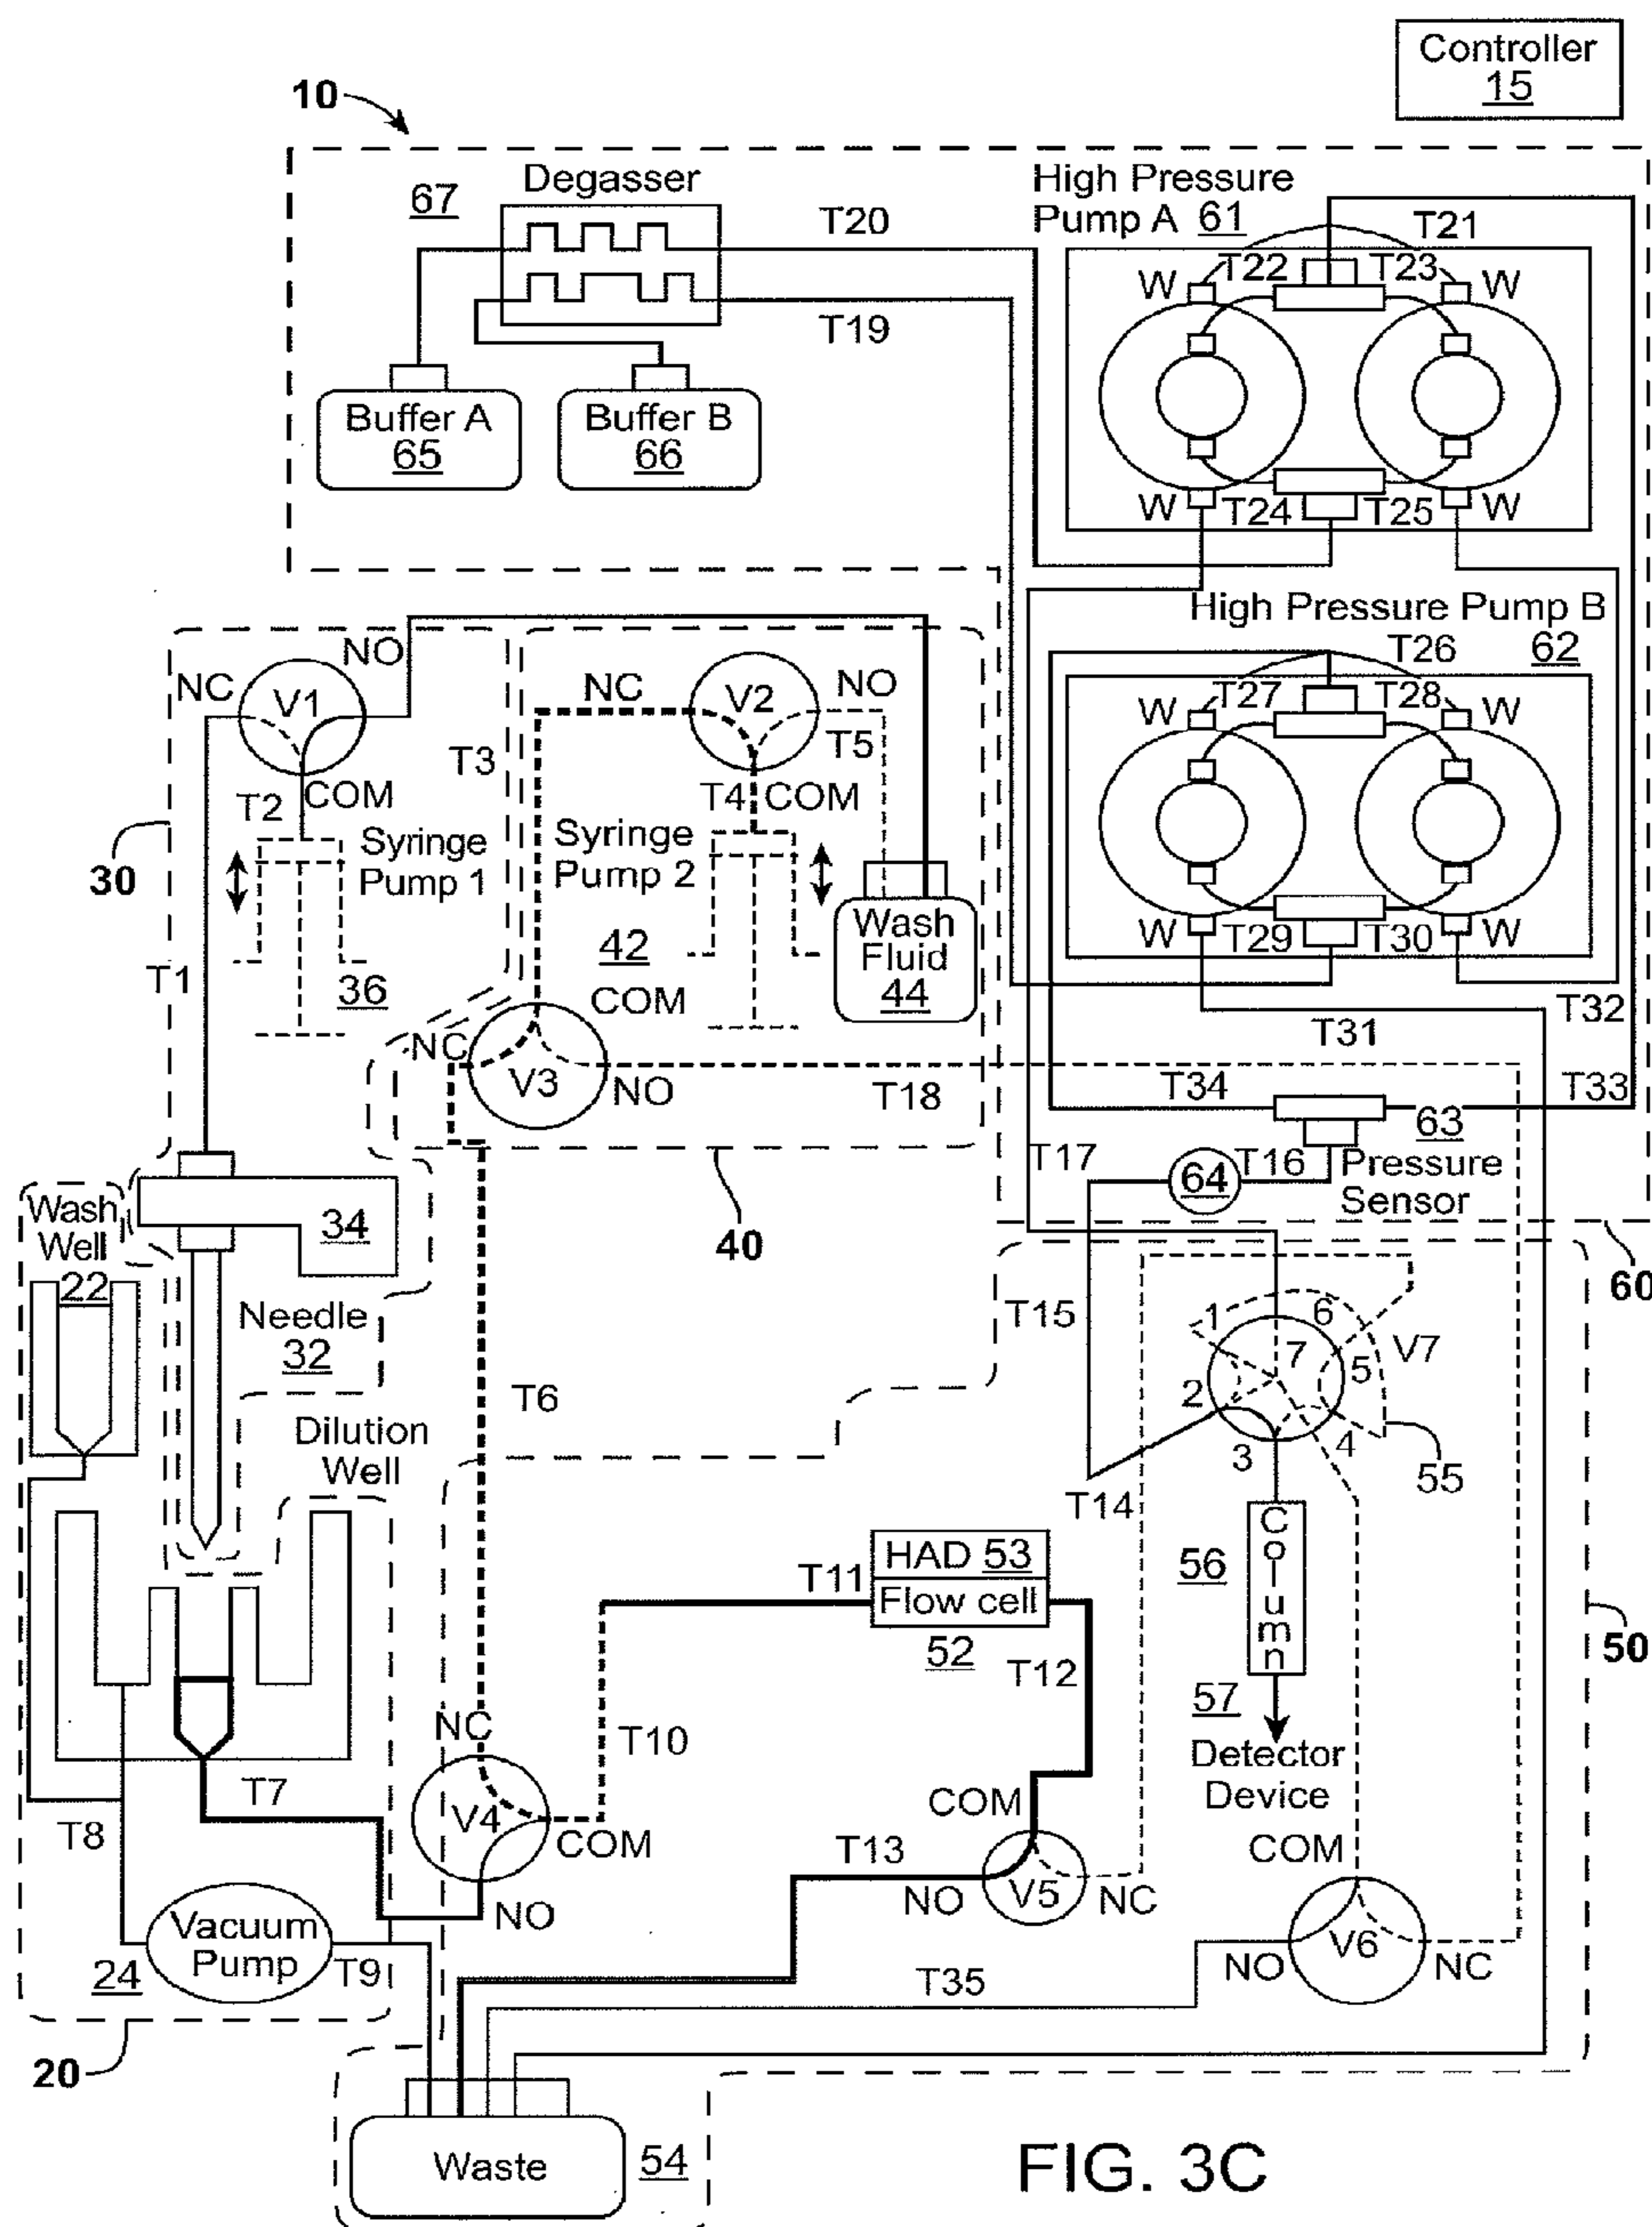 Controller
15
10
67
Degasser
T20
T19
Buffer A
65
Buffer B
66
High Pressure
Pump A 61
T21
W
T22
T23
W
W
T24
T25
W
High Pressure Pump B
62
T26
W
T27
T28
W
W
T29
T30
W
T32
T31
T34
T33
63
T17
64
T16
Pressure
Sensor
60
NC
V1
NO
T3
T2
COM
Syringe
Pump 1
30
T1
36
NC
V2
NO
T5
T4
COM
Syringe
Pump 2
42
COM
Wash
Fluid
44
NC
V3
NO
T18
40
Wash
Well
22
34
Needle
32
Dilution
Well
T6
T15
1
6
7
5
V7
2
3
4
55
T14
HAD 53
Flow cell
52
T11
T12
T10
56
Column
57
Detector
Device
50
NC
V4
COM
NO
T7
T8
Vacuum
Pump
24
T9
20
T13
COM
NO
V5
NC
COM
NO
V6
NC
T35
Waste
54
FIG. 3C